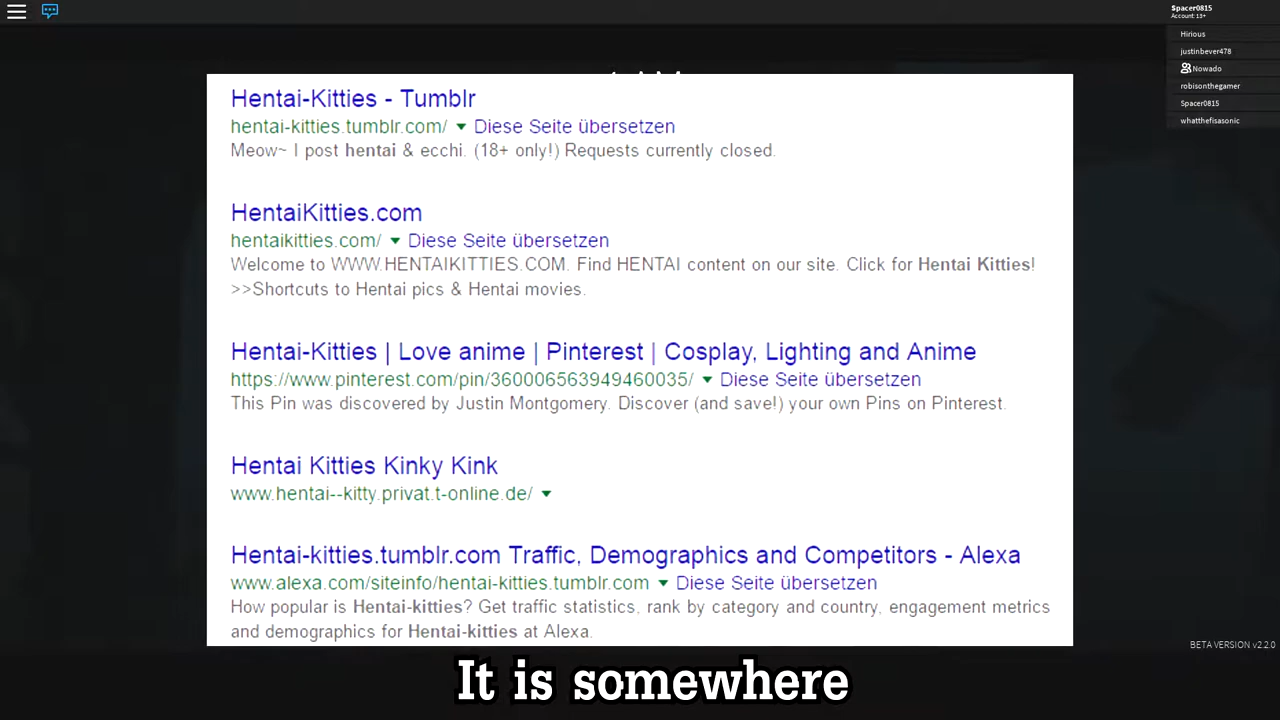 Spacer0815
Account: 13+
Hirious
justinbever478
Nowado
robisonthegamer
Spacer0815
whatthefisasonic
Hentai-Kitties - Tumblr
hentai-kitties.tumblr.com/ Diese Seite übersetzen
Meow~ I post hentai & ecchi. (18+ only!) Requests currently closed.
HentaiKitties.com
hentaikitties.com/ Diese Seite übersetzen
Welcome to WWW.HENTAIKITTIES.COM. Find HENTAI content on our site. Click for Hentai Kitties!
>>Shortcuts to Hentai pics & Hentai movies.
Hentai-Kitties | Love anime | Pinterest | Cosplay, Lighting and Anime
https://www.pinterest.com/pin/360006563949460035/ Diese Seite übersetzen
This Pin was discovered by Justin Montgomery. Discover (and save!) your own Pins on Pinterest.
Hentai Kitties Kinky Kink
www.hentai--kitty.privat.t-online.de/
Hentai-kitties.tumblr.com Traffic, Demographics and Competitors - Alexa
www.alexa.com/siteinfo/hentai-kitties.tumblr.com Diese Seite übersetzen
How popular is Hentai-kitties? Get traffic statistics, rank by category and country, engagement metrics
and demographics for Hentai-kitties at Alexa.
BETA VERSION v2.2.0
It is somewhere